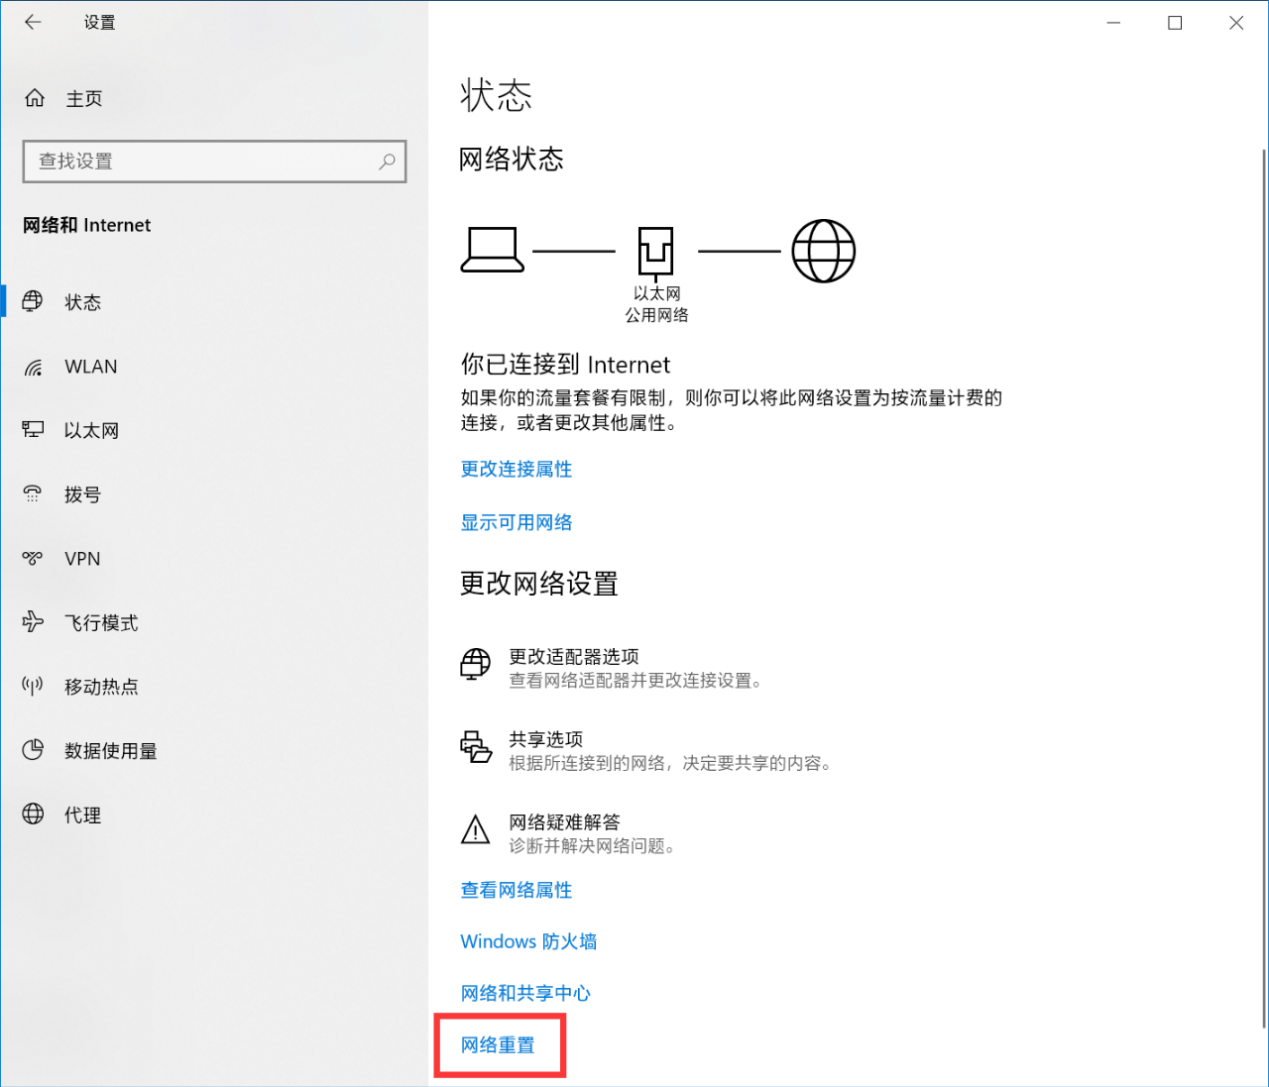 设置
主页
查找设置
网络和 Internet
状态
WLAN
以太网
拨号
VPN
飞行模式
移动热点
数据使用量
代理
状态
网络状态
以太网
公用网络
你已连接到 Internet
如果你的流量套餐有限制，则你可以将此网络设置为按流量计费的
连接，或者更改其他属性。
更改连接属性
显示可用网络
更改网络设置
更改适配器选项
查看网络适配器并更改连接设置。
共享选项
根据所连接到的网络，决定要共享的内容。
网络疑难解答
诊断并解决网络问题。
查看网络属性
Windows 防火墙
网络和共享中心
网络重置